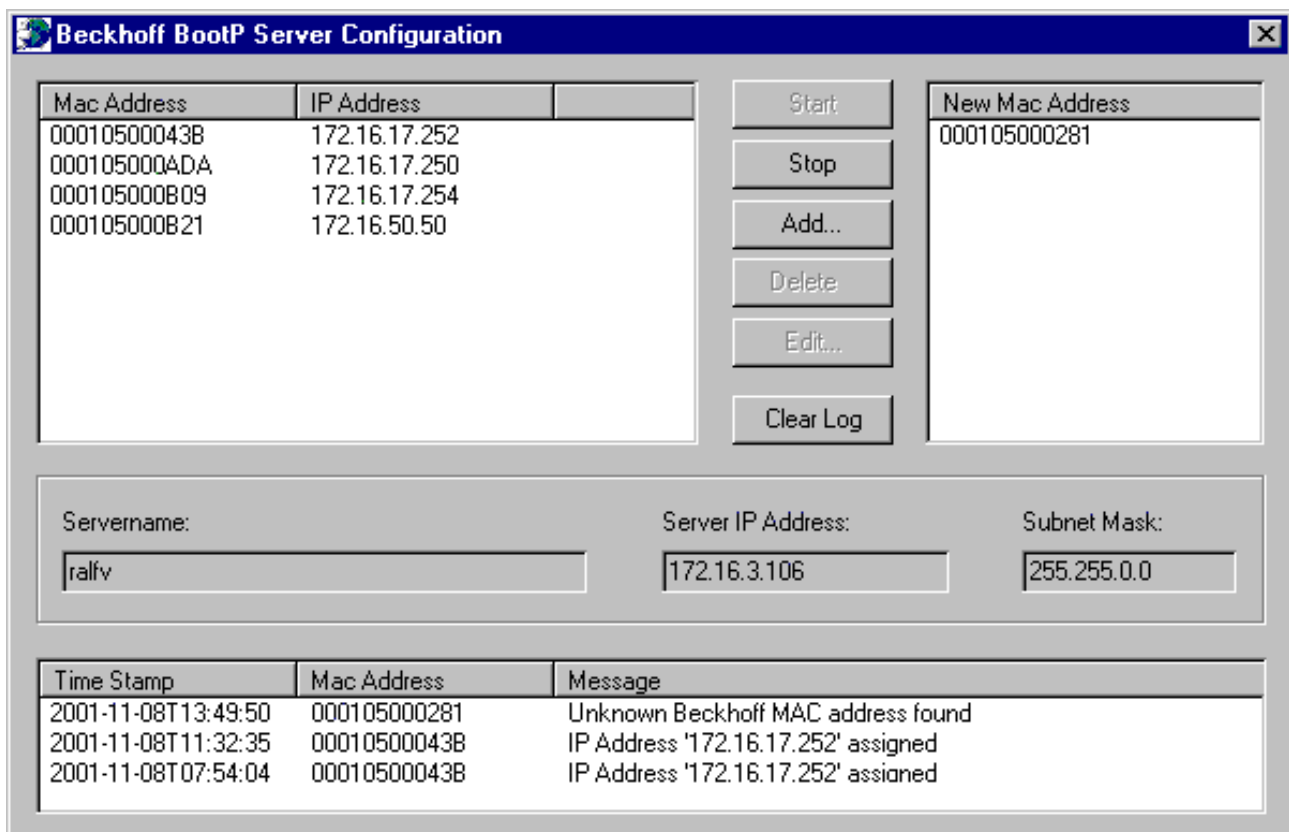 Beckhoff BootP Server Configuration
Mac Address IP Address
00010500043B 172.16.17.252
000105000ADA 172.16.17.250
000105000B09 172.16.17.254
000105000B21 172.16.50.50
Start
Stop
Add...
Delete
Edit...
Clear Log
New Mac Address
000105000281
Servername: Server IP Address: Subnet Mask:
ralfv 172.16.3.106 255.255.0.0
Time Stamp Mac Address Message
2001-11-08T13:49:50 000105000281 Unknown Beckhoff MAC address found
2001-11-08T11:32:35 00010500043B IP Address '172.16.17.252' assigned
2001-11-08T07:54:04 00010500043B IP Address '172.16.17.252' assigned